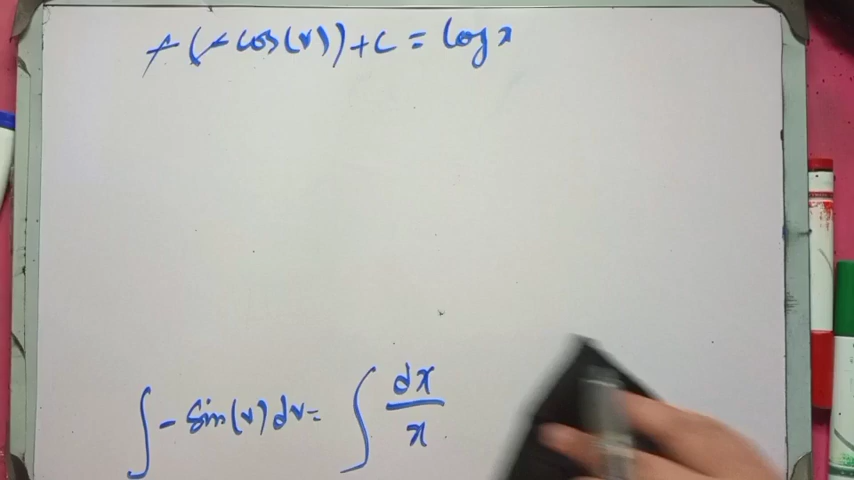 -(-cos(v))+c = log x
∫-sin(v)dv= ∫dx/x